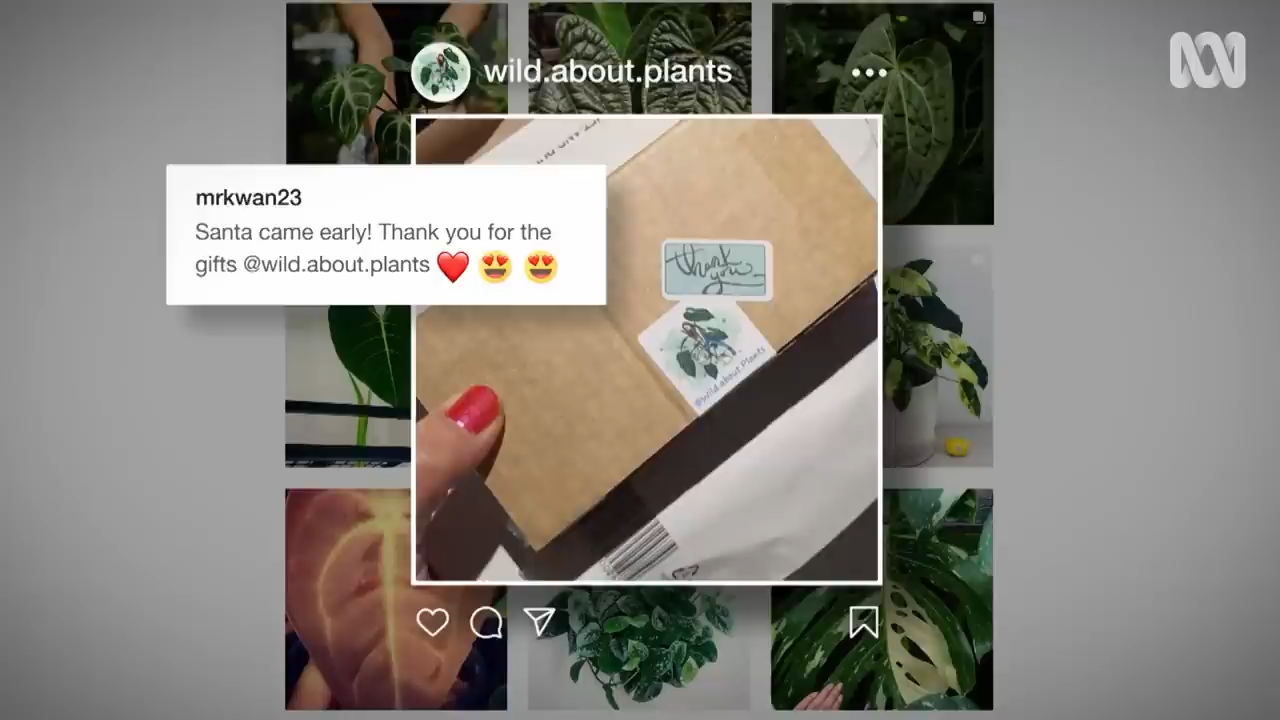 wild.about.plants
mrkwan23
Santa came early! Thank you for the
gifts @wild.about.plants ❤️ 😍 😍
thank
you
@wild.about.Plants